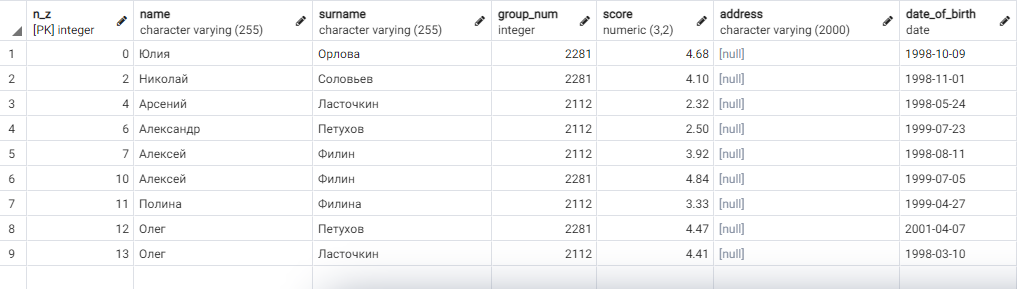 n_z name surname group_num score address date_of_birth
[PK] integer character varying (255) character varying (255) integer numeric (3,2) character varying (2000) date
1 0 Юлия Орлова 2281 4.68 [null] 1998-10-09
2 2 Николай Соловьев 2281 4.10 [null] 1998-11-01
3 4 Арсений Ласточкин 2112 2.32 [null] 1998-05-24
4 6 Александр Петухов 2112 2.50 [null] 1999-07-23
5 7 Алексей Филин 2112 3.92 [null] 1998-08-11
6 10 Алексей Филин 2281 4.84 [null] 1999-07-05
7 11 Полина Филина 2112 3.33 [null] 1999-04-27
8 12 Олег Петухов 2281 4.47 [null] 2001-04-07
9 13 Олег Ласточкин 2112 4.41 [null] 1998-03-10